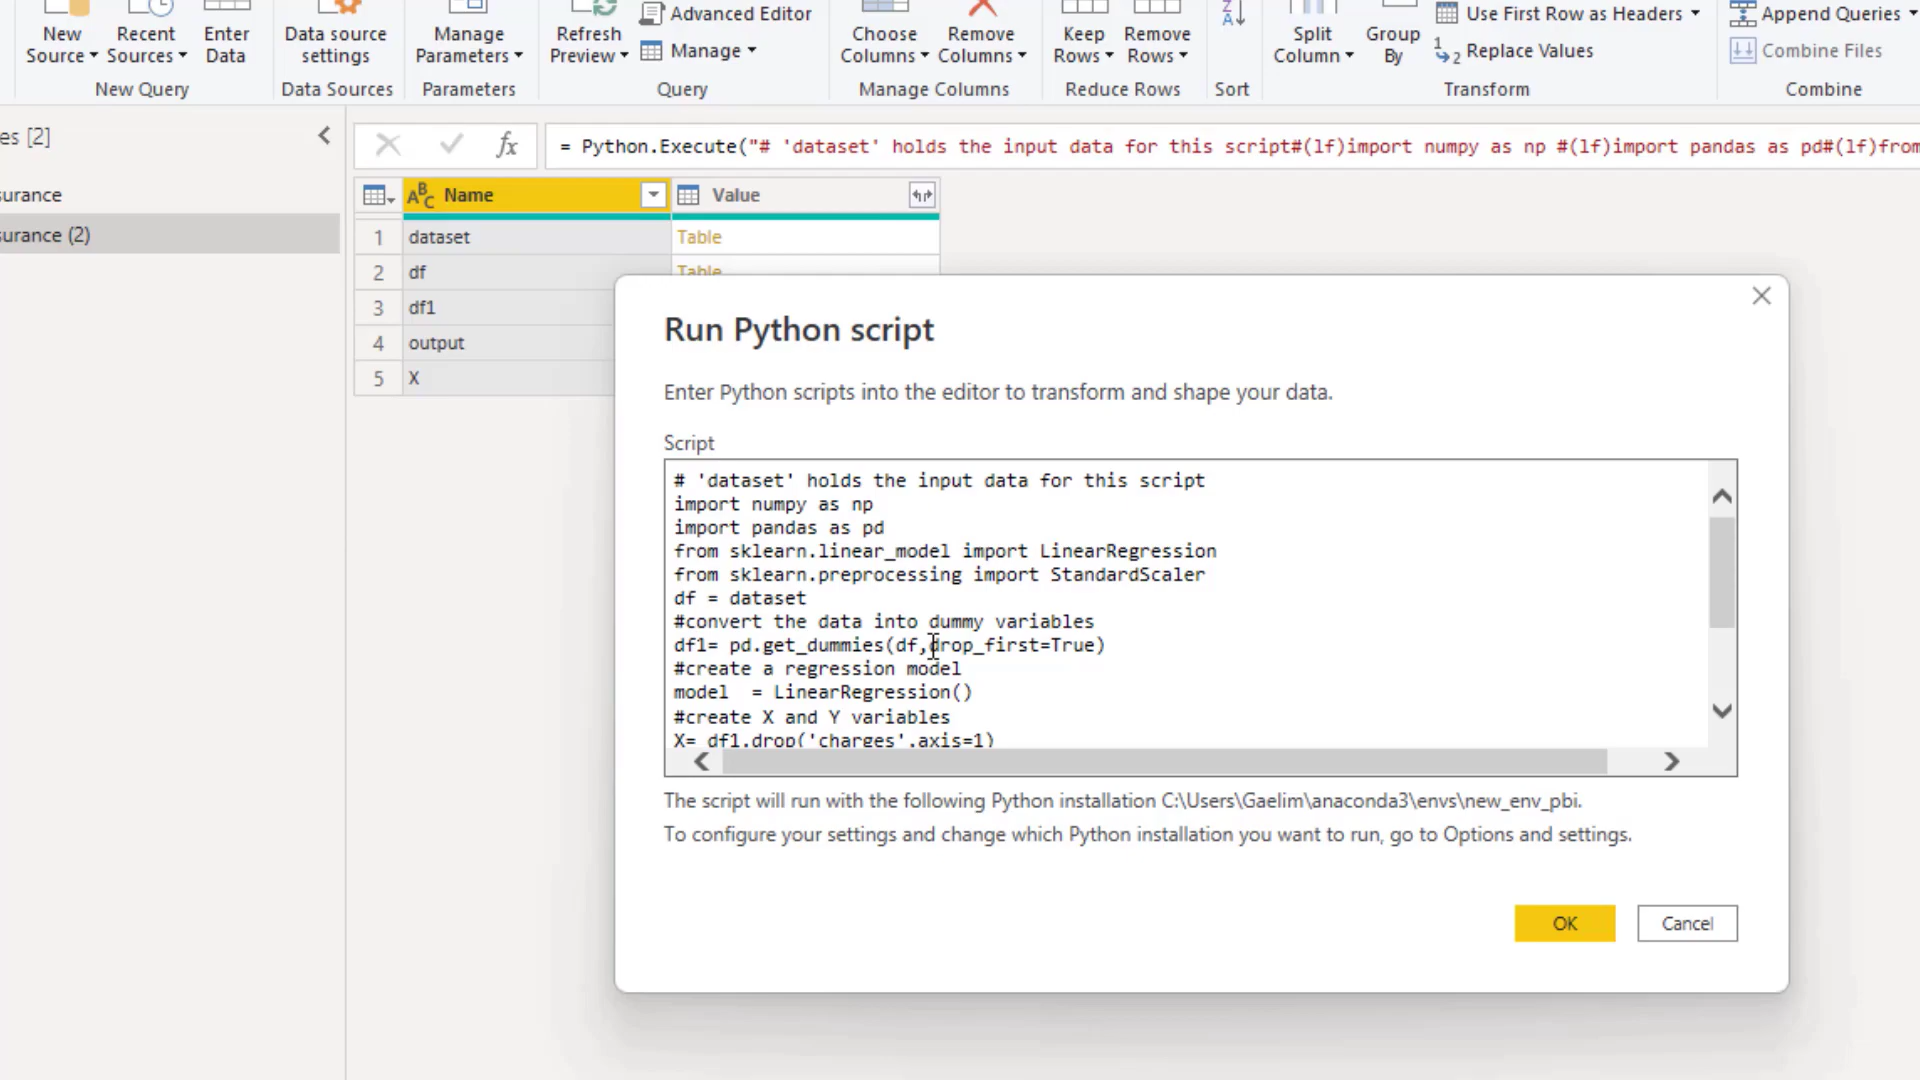 New Source
Recent Sources
Enter Data
New Query
Data source settings
Data Sources
Manage Parameters
Parameters
Refresh Preview
Advanced Editor
Manage
Query
Choose Columns
Remove Columns
Manage Columns
Keep Rows
Remove Rows
Reduce Rows
Z
A
Sort
Split Column
Group By
Use First Row as Headers
1 2 Replace Values
Transform
Append Queries
Combine Files
Combine
es [2]
urance
urance (2)
fx
= Python.Execute("# 'dataset' holds the input data for this script#(lf)import numpy as np #(lf)import pandas as pd#(lf)from
ABC Name
Value
1 dataset Table
2 df Table
3 df1
4 output
5 X
Run Python script
Enter Python scripts into the editor to transform and shape your data.
Script
# 'dataset' holds the input data for this script
import numpy as np
import pandas as pd
from sklearn.linear_model import LinearRegression
from sklearn.preprocessing import StandardScaler
df = dataset
#convert the data into dummy variables
df1= pd.get_dummies(df,drop_first=True)
#create a regression model
model  = LinearRegression()
#create X and Y variables
X= df1.drop('charges',axis=1)
The script will run with the following Python installation C:\Users\Gaelim\anaconda3\envs\new_env_pbi.
To configure your settings and change which Python installation you want to run, go to Options and settings.
OK
Cancel